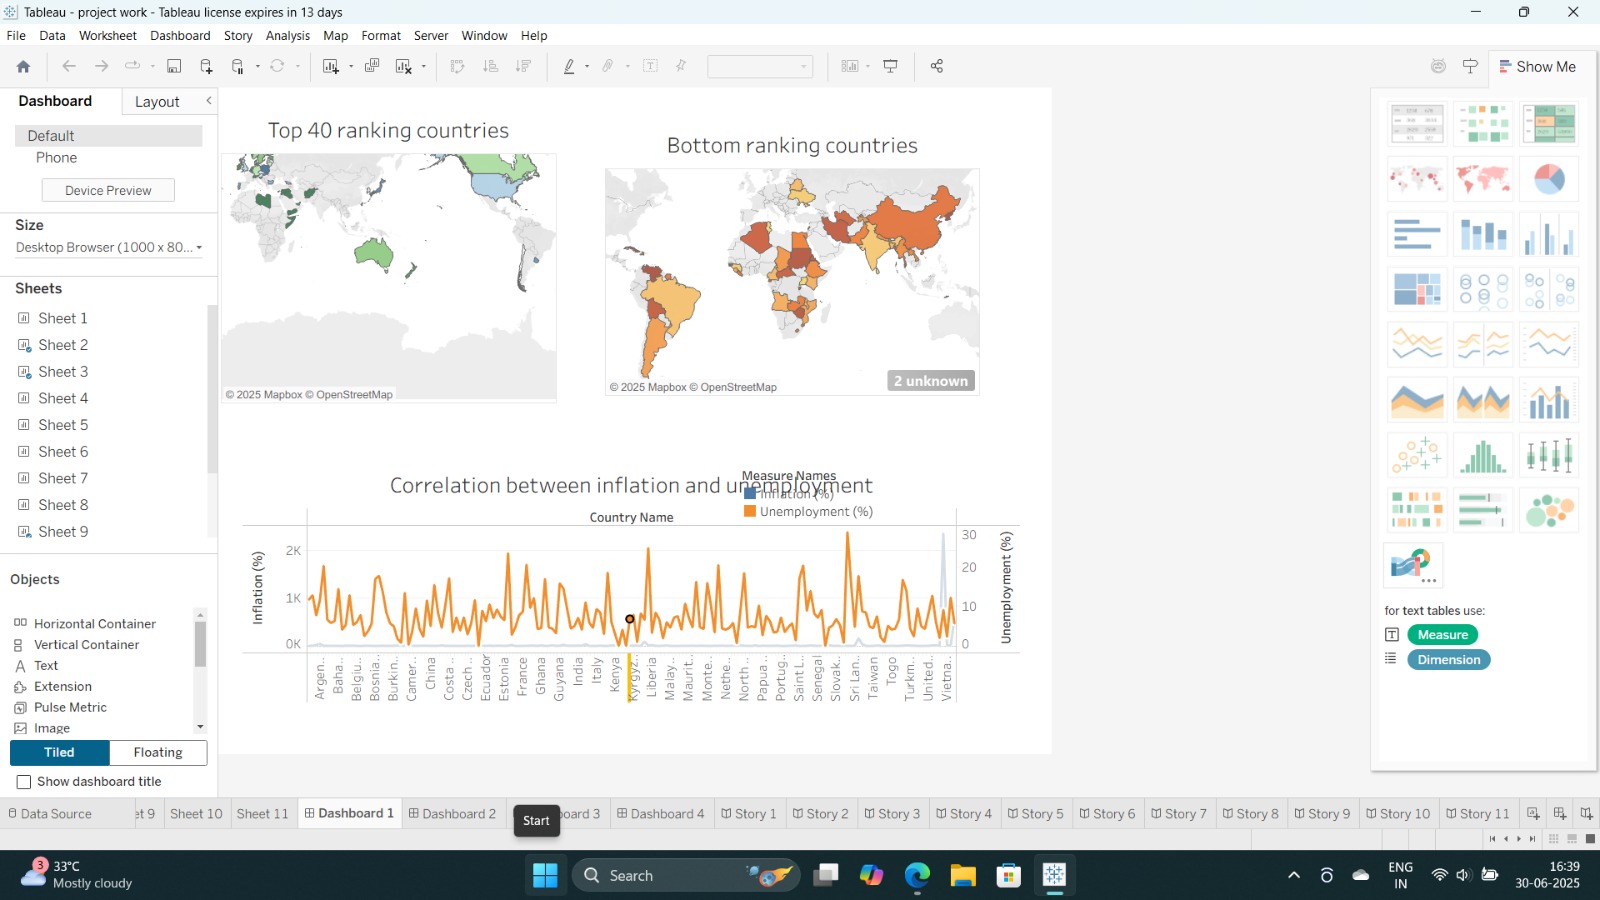 Tableau - project work - Tableau license expires in 13 days
File Data Worksheet Dashboard Story Analysis Map Format Server Window Help
Show Me
Dashboard Layout
Default
Phone
Device Preview
Size
Desktop Browser (1000 x 80...
Sheets
Sheet 1
Sheet 2
Sheet 3
Sheet 4
Sheet 5
Sheet 6
Sheet 7
Sheet 8
Sheet 9
Objects
Horizontal Container
Vertical Container
Text
Extension
Pulse Metric
Image
Tiled Floating
Show dashboard title
Top 40 ranking countries
© 2025 Mapbox © OpenStreetMap
Bottom ranking countries
© 2025 Mapbox © OpenStreetMap
2 unknown
Correlation between inflation and unemployment
Measure Names
Inflation (%)
Unemployment (%)
Country Name
Inflation (%)
2K
1K
0K
30
20
10
0
Unemployment (%)
Argen..
Baha..
Belgiu..
Bosnia..
Burkin..
Camer..
China
Costa ..
Czech ..
Ecuador
Estonia
France
Ghana
Guyana
India
Italy
Kenya
Kyrgyz..
Liberia
Malay..
Maurit..
Monte..
Nethe..
North ..
Papua ..
Portug..
Saint L..
Senegal
Slovak..
Sri Lan..
Taiwan
Togo
Turkm..
United..
Vietna..
for text tables use:
Measure
Dimension
Data Source et 9 Sheet 10 Sheet 11 Dashboard 1 Dashboard 2 board 3 Dashboard 4 Story 1 Story 2 Story 3 Story 4 Story 5 Story 6 Story 7 Story 8 Story 9 Story 10 Story 11
Start
3
33°C
Mostly cloudy
Search
ENG
IN
16:39
30-06-2025